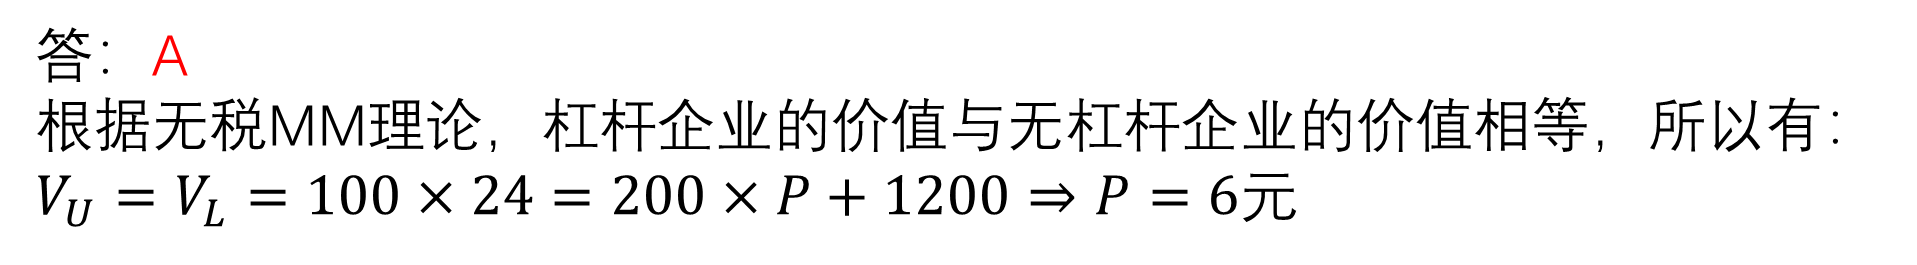 答：A
根据无税MM理论，杠杆企业的价值与无杠杆企业的价值相等，所以有：
V_U = V_L = 100 × 24 = 200 × P + 1200 ⇒ P = 6元